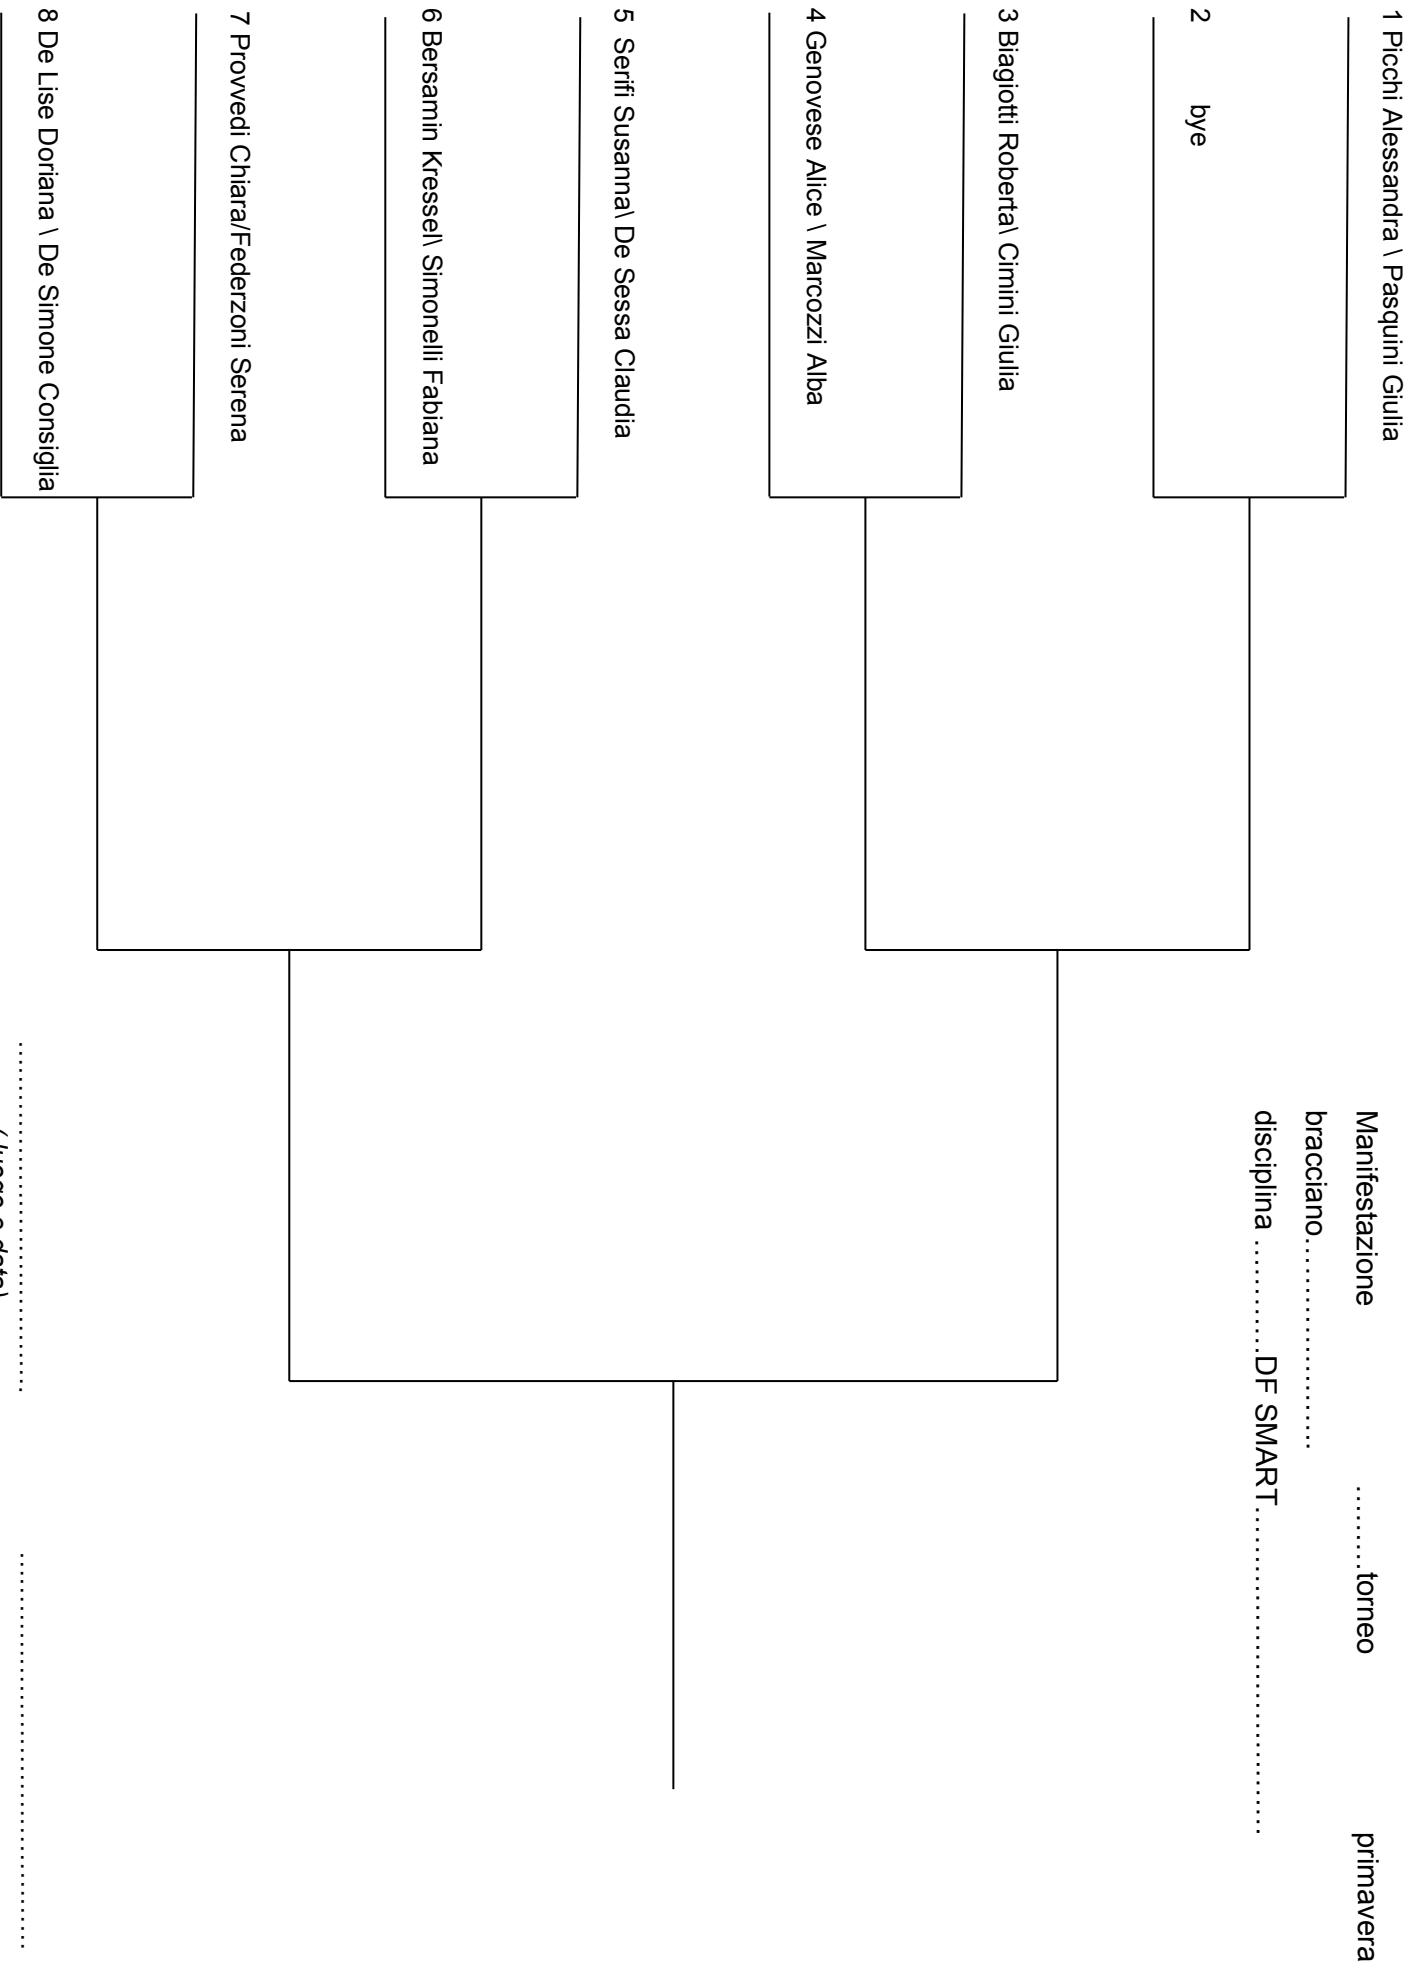 1 Picchi Alessandra \ Pasquini Giulia
2 bye
3 Biagiotti Roberta\ Cimini Giulia
4 Genovese Alice \ Marcozzi Alba
5 Serifi Susanna\ De Sessa Claudia
6 Bersamin Kressel\ Simonelli Fabiana
7 Provvedi Chiara/Federzoni Serena
8 De Lise Doriana \ De Simone Consiglia
Manifestazione ……….torneo primavera
bracciano……………………
disciplina ………….DF SMART…………………………………
………………………………… …………………………………….
(luogo e data)